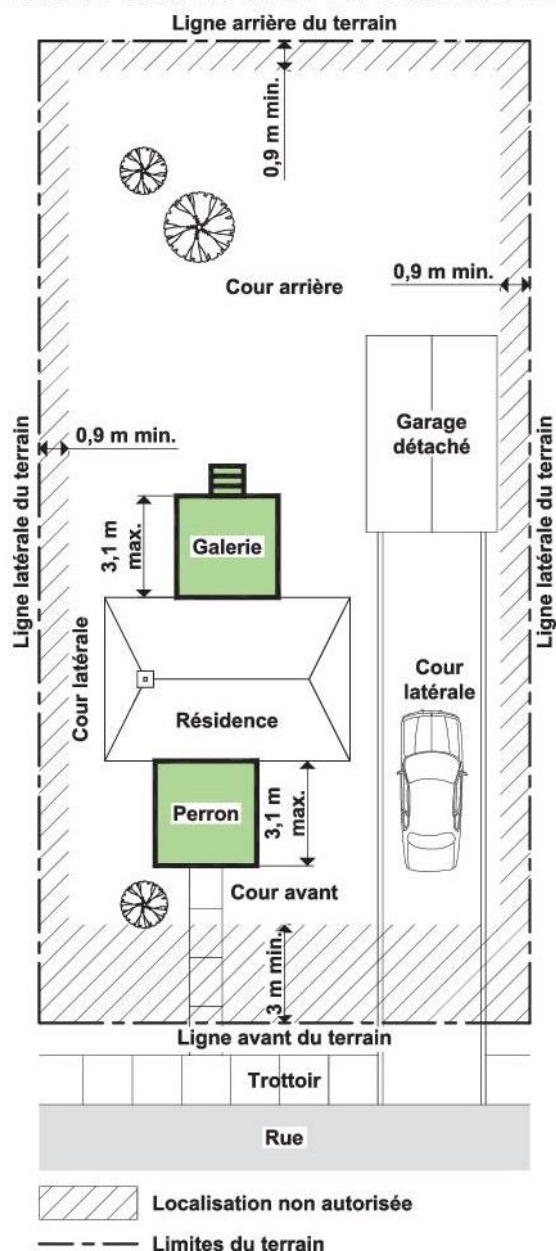 Ligne arrière du terrain
0,9 m min.
0,9 m min.
Cour arrière
Garage
détaché
0,9 m min.
Ligne latérale du terrain
Ligne latérale du terrain
3,1 m
max.
Galerie
Cour latérale
Cour
latérale
Résidence
Perron
3,1 m
max.
Cour avant
3 m min.
Ligne avant du terrain
Trottoir
Rue
Localisation non autorisée
Limites du terrain